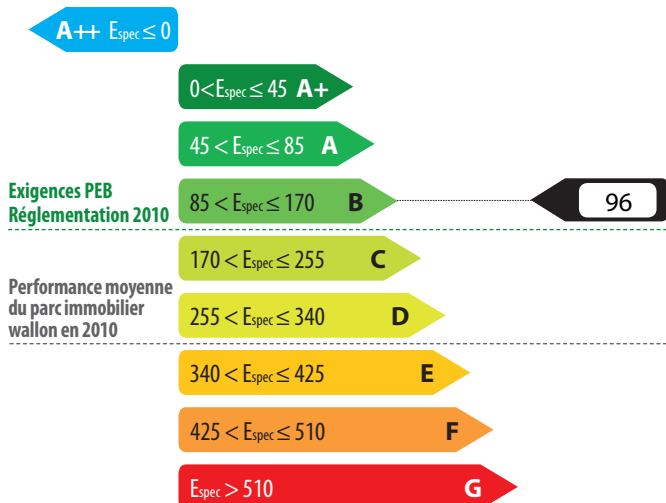 A++ Espec ≤ 0
0<Espec ≤ 45 A+
45 < Espec ≤ 85 A
Exigences PEB
Réglementation 2010
85 < Espec ≤ 170 B
96
170 < Espec ≤ 255 C
Performance moyenne
du parc immobilier
wallon en 2010
255 < Espec ≤ 340 D
340 < Espec ≤ 425 E
425 < Espec ≤ 510 F
Espec > 510 G